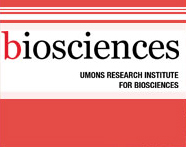 biosciences
UMONS RESEARCH INSTITUTE
FOR BIOSCIENCES